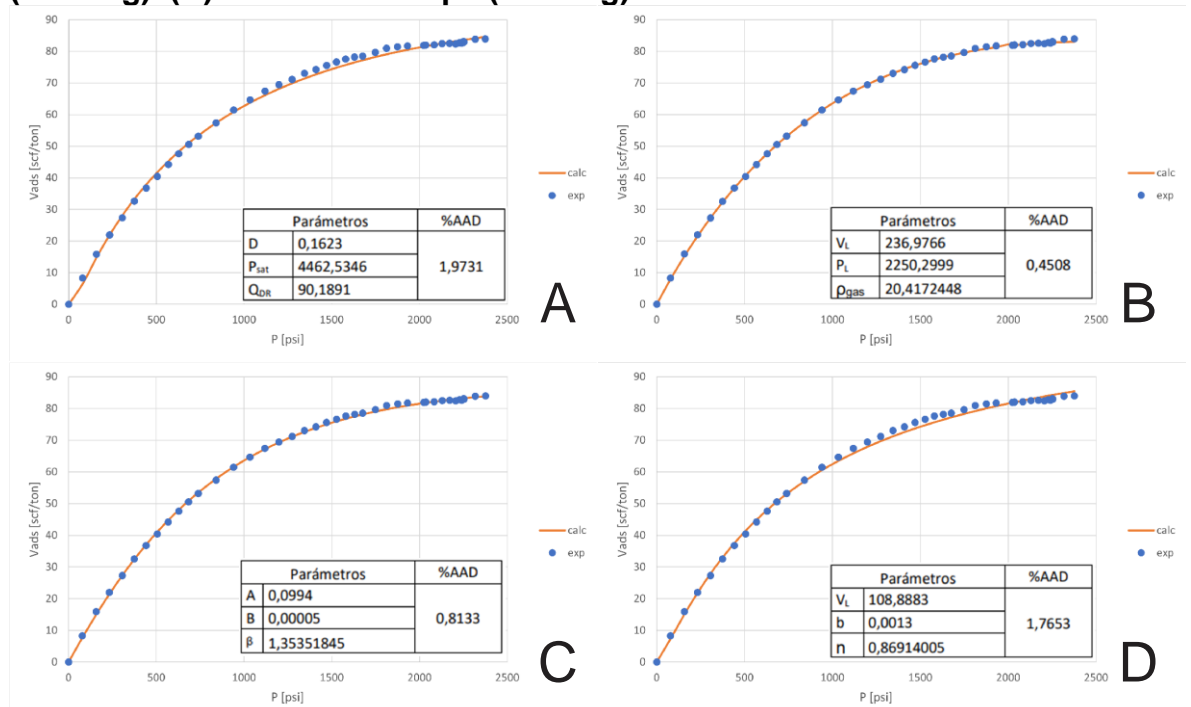 90
80
70
60
50
40
30
20
10
0
Vads [scf/ton]
0 500 1000 1500 2000 2500
P [psi]
calc
exp
Parámetros %AAD
D 0,1623
Psat 4462,5346 1,9731
QDR 90,1891
A
90
80
70
60
50
40
30
20
10
0
Vads [scf/ton]
0 500 1000 1500 2000 2500
P [psi]
calc
exp
Parámetros %AAD
VL 236,9766
PL 2250,2999 0,4508
ρgas 20,4172448
B
90
80
70
60
50
40
30
20
10
0
Vads [scf/ton]
0 500 1000 1500 2000 2500
P [psi]
calc
exp
Parámetros %AAD
A 0,0994
B 0,00005 0,8133
β 1,35351845
C
90
80
70
60
50
40
30
20
10
0
Vads [scf/ton]
0 500 1000 1500 2000 2500
P [psi]
calc
exp
Parámetros %AAD
VL 108,8883
b 0,0013 1,7653
n 0,86914005
D